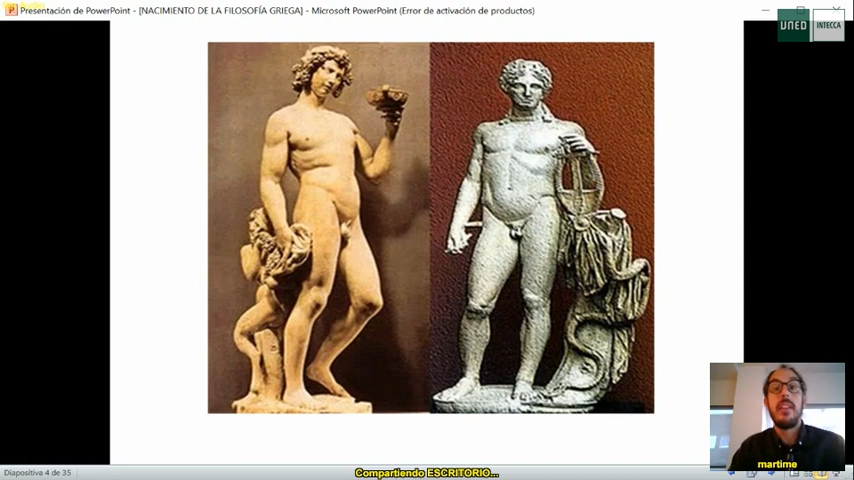 Presentación de PowerPoint - [NACIMIENTO DE LA FILOSOFÍA GRIEGA] - Microsoft PowerPoint (Error de activación de productos)
UNED
INTECCA
martime
Diapositiva 4 de 35
Compartiendo ESCRITORIO...